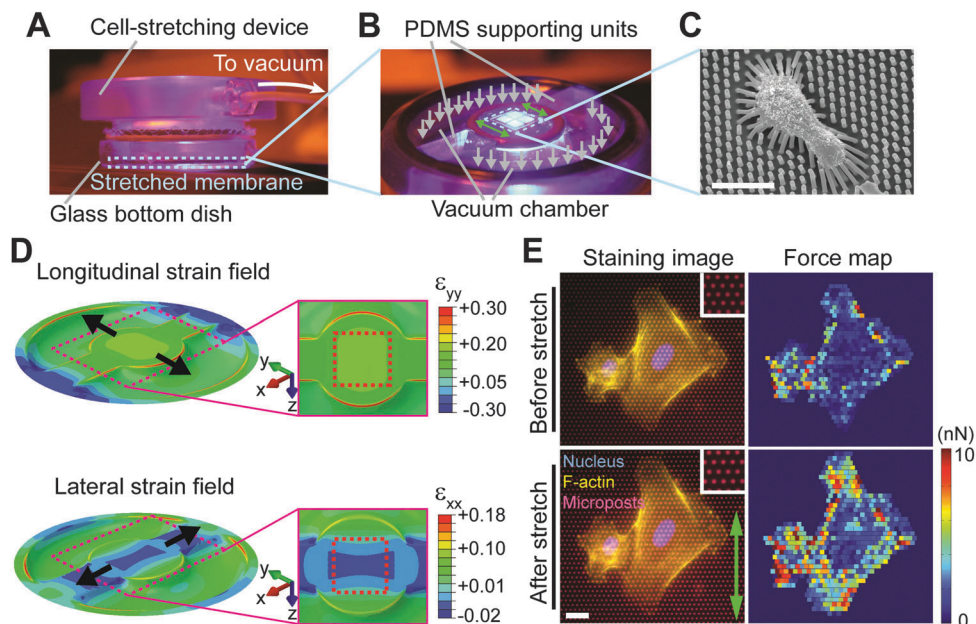 A
Cell-stretching device
To vacuum
Stretched membrane
Glass bottom dish
B
PDMS supporting units
Vacuum chamber
C
D
Longitudinal strain field
y
x
z
εyy
+0.30
+0.20
+0.05
-0.30
Lateral strain field
y
x
z
εxx
+0.18
+0.10
+0.01
-0.02
E
Staining image
Force map
Before stretch
After stretch
Nucleus
F-actin
Microposts
(nN)
10
0